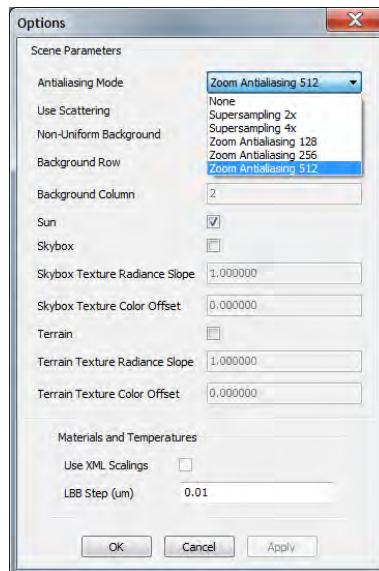 Options
Scene Parameters
Antialiasing Mode
Zoom Antialiasing 512
None
Supersampling 2x
Supersampling 4x
Zoom Antialiasing 128
Zoom Antialiasing 256
Zoom Antialiasing 512
Use Scattering
Non-Uniform Background
Background Row
Background Column
2
Sun
Skybox
Skybox Texture Radiance Slope
1.000000
Skybox Texture Color Offset
0.000000
Terrain
Terrain Texture Radiance Slope
1.000000
Terrain Texture Color Offset
0.000000
Materials and Temperatures
Use XML Scalings
LBB Step (um)
0.01
OK
Cancel
Apply